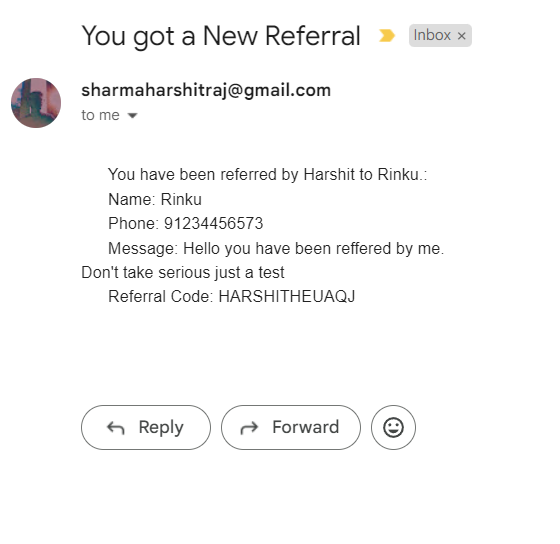 You got a New Referral Inbox ×
sharmaharshitraj@gmail.com
to me
You have been referred by Harshit to Rinku.:
Name: Rinku
Phone: 91234456573
Message: Hello you have been reffered by me.
Don't take serious just a test
Referral Code: HARSHITHEUAQJ
Reply Forward